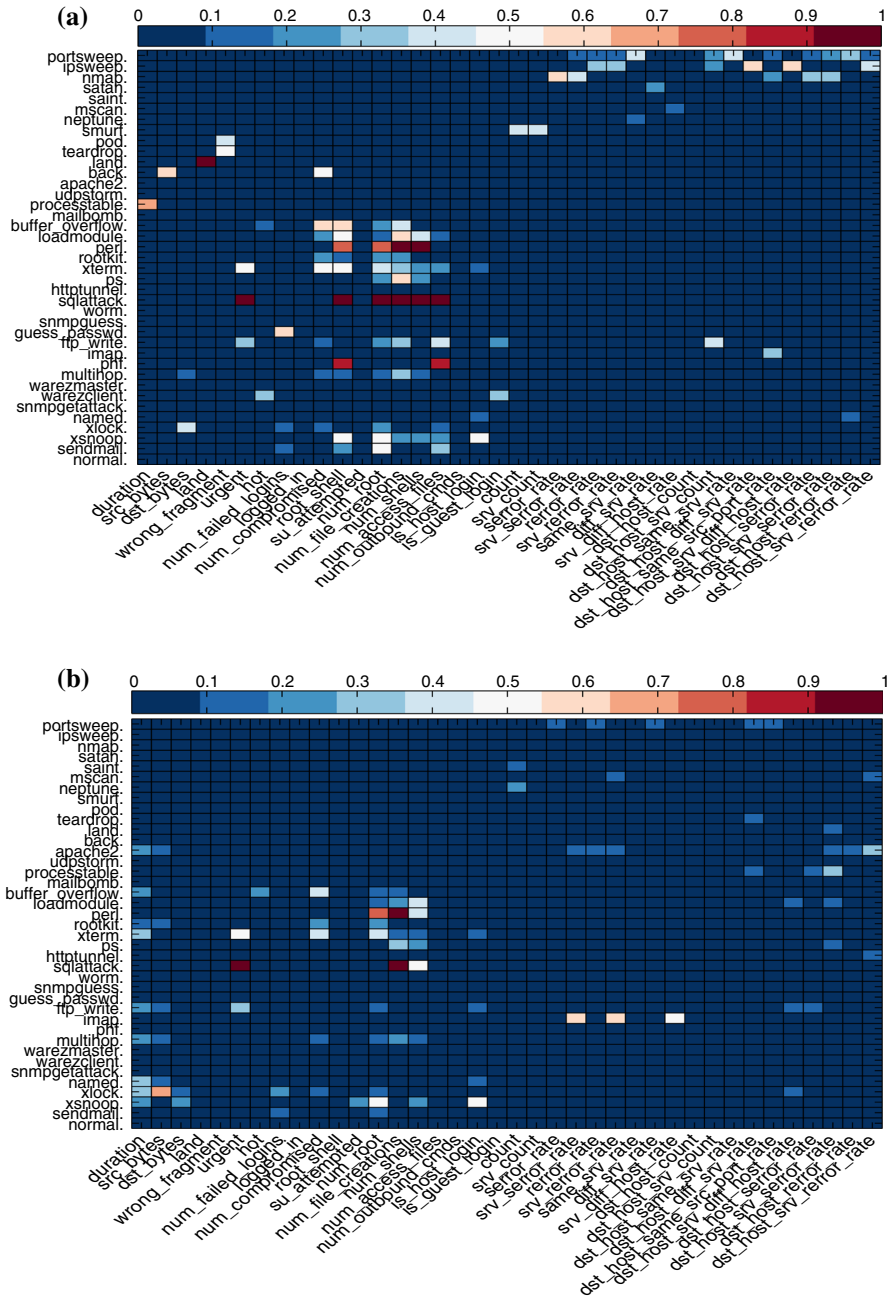 (a)
0 0.1 0.2 0.3 0.4 0.5 0.6 0.7 0.8 0.9 1
portsweep.
ipsweep.
nmap.
satan.
saint.
mscan.
neptune.
smurf.
pod.
teardrop.
land.
back.
apache2.
udpstorm.
processtable.
mailbomb.
buffer_overflow.
loadmodule.
perl.
rootkit.
xterm.
ps.
httptunnel.
sqlattack.
worm.
snmpguess.
guess_passwd.
ftp_write.
imap.
phf.
multihop.
warezmaster.
warezclient.
snmpgetattack.
named.
xlock.
xsnoop.
sendmail.
normal.
duration
src_bytes
dst_bytes
land
wrong_fragment
urgent
hot
num_failed_logins
logged_in
num_compromised
root_shell
su_attempted
num_root
num_file_creations
num_shells
num_access_files
num_outbound_cmds
is_host_login
is_guest_login
count
srv_count
serror_rate
srv_serror_rate
rerror_rate
srv_rerror_rate
same_srv_rate
diff_srv_rate
srv_diff_host_rate
dst_host_count
dst_host_srv_count
dst_host_same_srv_rate
dst_host_diff_srv_rate
dst_host_same_src_port_rate
dst_host_srv_diff_host_rate
dst_host_serror_rate
dst_host_srv_serror_rate
dst_host_rerror_rate
dst_host_srv_rerror_rate
(b)
0 0.1 0.2 0.3 0.4 0.5 0.6 0.7 0.8 0.9 1
portsweep.
ipsweep.
nmap.
satan.
saint.
mscan.
neptune.
smurf.
pod.
teardrop.
land.
back.
apache2.
udpstorm.
processtable.
mailbomb.
buffer_overflow.
loadmodule.
perl.
rootkit.
xterm.
ps.
httptunnel.
sqlattack.
worm.
snmpguess.
guess_passwd.
ftp_write.
imap.
phf.
multihop.
warezmaster.
warezclient.
snmpgetattack.
named.
xlock.
xsnoop.
sendmail.
normal.
duration
src_bytes
dst_bytes
land
wrong_fragment
urgent
hot
num_failed_logins
logged_in
num_compromised
root_shell
su_attempted
num_root
num_file_creations
num_shells
num_access_files
num_outbound_cmds
is_host_login
is_guest_login
count
srv_count
serror_rate
srv_serror_rate
rerror_rate
srv_rerror_rate
same_srv_rate
diff_srv_rate
srv_diff_host_rate
dst_host_count
dst_host_srv_count
dst_host_same_srv_rate
dst_host_diff_srv_rate
dst_host_same_src_port_rate
dst_host_srv_diff_host_rate
dst_host_serror_rate
dst_host_srv_serror_rate
dst_host_rerror_rate
dst_host_srv_rerror_rate